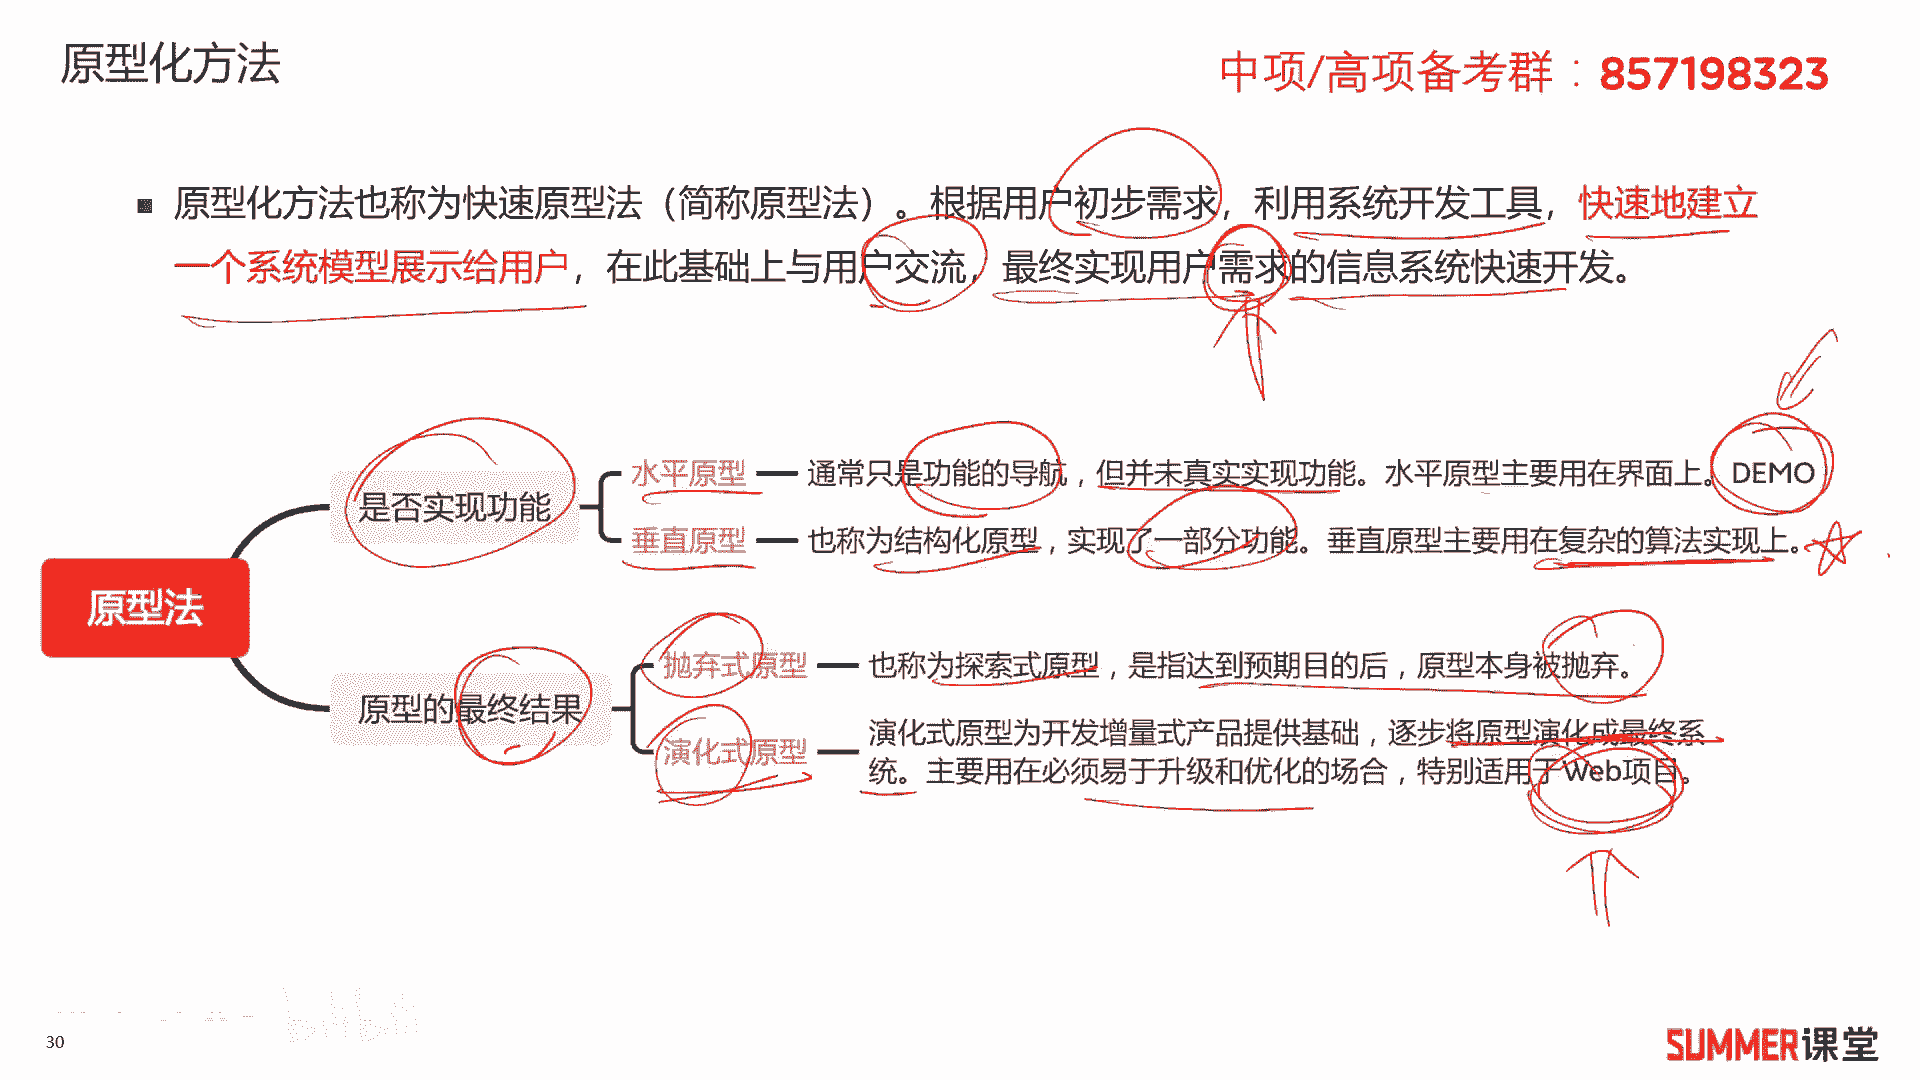 原型化方法
中项/高项备考群：857198323
■ 原型化方法也称为快速原型法（简称原型法）。根据用户初步需求，利用系统开发工具，快速地建立
一个系统模型展示给用户，在此基础上与用户交流，最终实现用户需求的信息系统快速开发。
原型法
是否实现功能
水平原型
通常只是功能的导航，但并未真实实现功能。水平原型主要用在界面上。DEMO
垂直原型
也称为结构化原型，实现了一部分功能。垂直原型主要用在复杂的算法实现上。
原型的最终结果
抛弃式原型
也称为探索式原型，是指达到预期目的后，原型本身被抛弃。
演化式原型
演化式原型为开发增量式产品提供基础，逐步将原型演化成最终系
统。主要用在必须易于升级和优化的场合，特别适用于Web项目。
30
SUMMER课堂